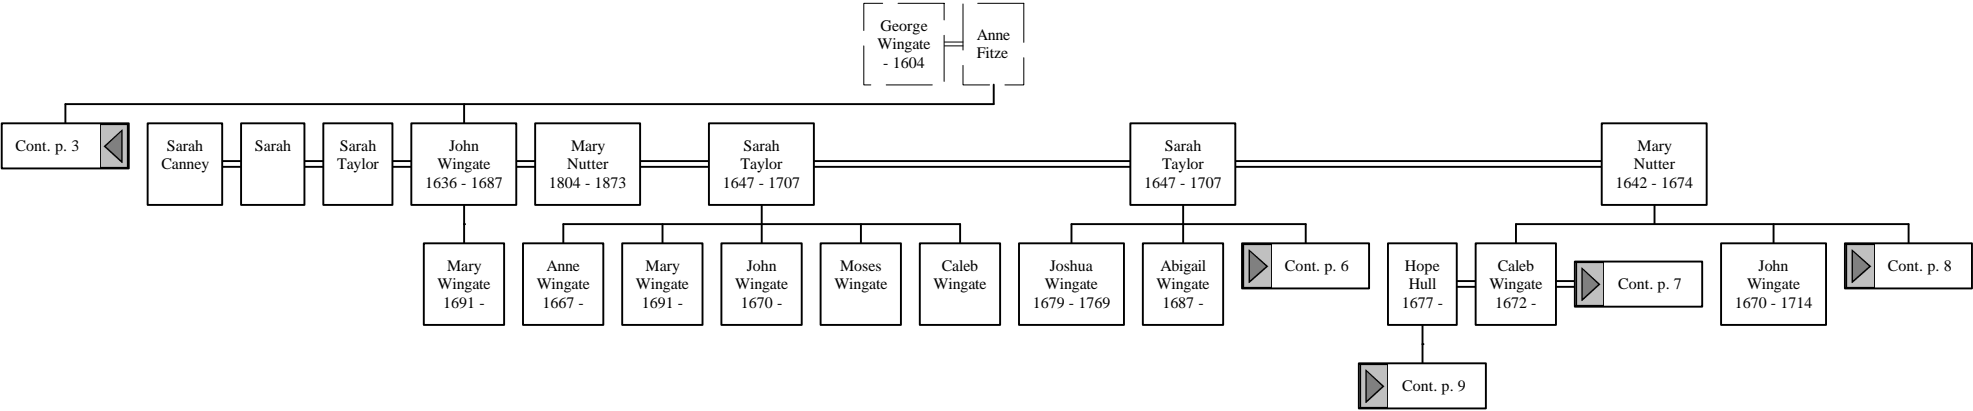 George
Wingate
- 1604
Anne
Fitze
Cont. p. 3
Sarah
Canney
Sarah
Sarah
Taylor
John
Wingate
1636 - 1687
Mary
Nutter
1804 - 1873
Sarah
Taylor
1647 - 1707
Sarah
Taylor
1647 - 1707
Mary
Nutter
1642 - 1674
Mary
Wingate
1691 -
Anne
Wingate
1667 -
Mary
Wingate
1691 -
John
Wingate
1670 -
Moses
Wingate
Caleb
Wingate
Joshua
Wingate
1679 - 1769
Abigail
Wingate
1687 -
Cont. p. 6
Hope
Hull
1677 -
Caleb
Wingate
1672 -
Cont. p. 7
John
Wingate
1670 - 1714
Cont. p. 8
Cont. p. 9